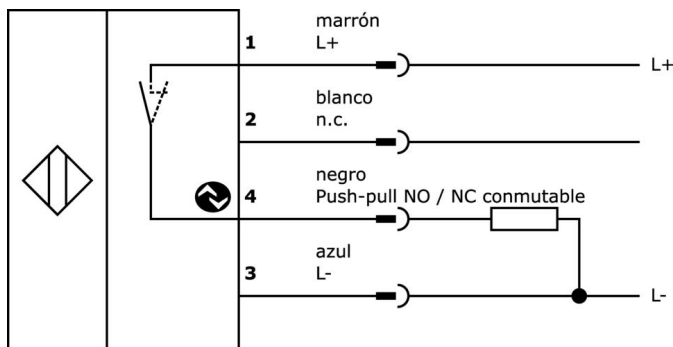 marrón
1 L+
L+
blanco
2 n.c.
negro
4 Push-pull NO / NC conmutable
azul
3 L-
L-